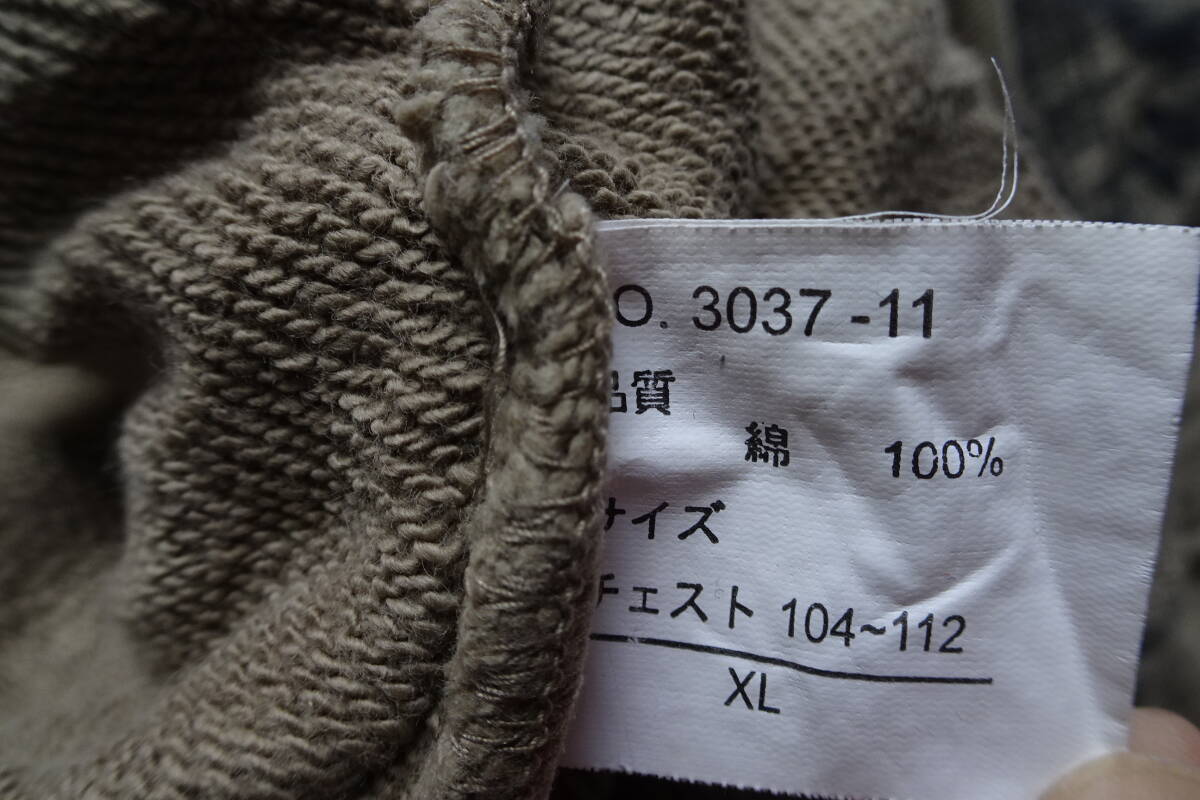 O. 3037 -11
品質
綿 100%
サイズ
チェスト 104~112
XL